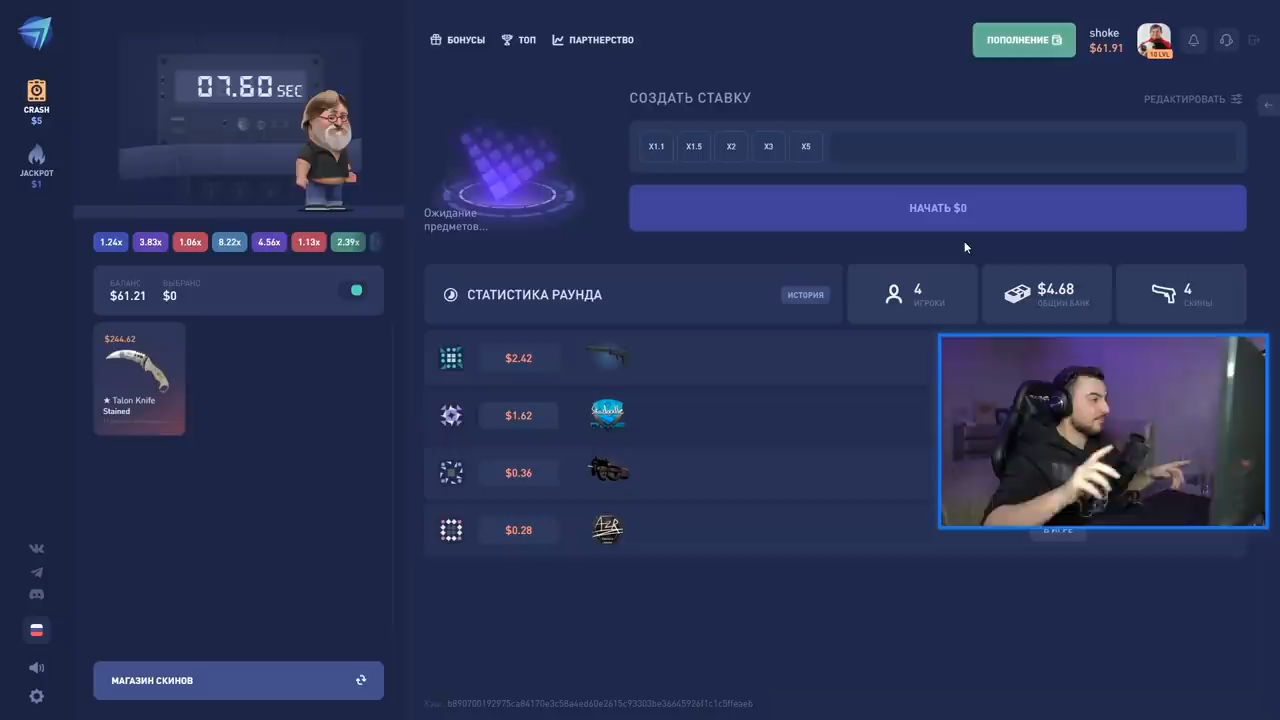 CRASH
$5
JACKPOT
$1
07.60 SEC
БОНУСЫ
ТОП
ПАРТНЕРСТВО
ПОПОЛНЕНИЕ
shoke
$61.91
10 LVL
СОЗДАТЬ СТАВКУ
РЕДАКТИРОВАТЬ
X1.1
X1.5
X2
X3
X5
Ожидание
предметов...
НАЧАТЬ $0
1.24x
3.83x
1.06x
8.22x
4.56x
1.13x
2.39x
БАЛАНС
$61.21
ВЫБРАНО
$0
СТАТИСТИКА РАУНДА
ИСТОРИЯ
4
ИГРОКИ
$4.68
ОБЩИЙ БАНК
4
СКИНЫ
$244.62
★ Talon Knife
Stained
$2.42
$1.62
$0.36
$0.28
В ИГРЕ
МАГАЗИН СКИНОВ
Хэш: